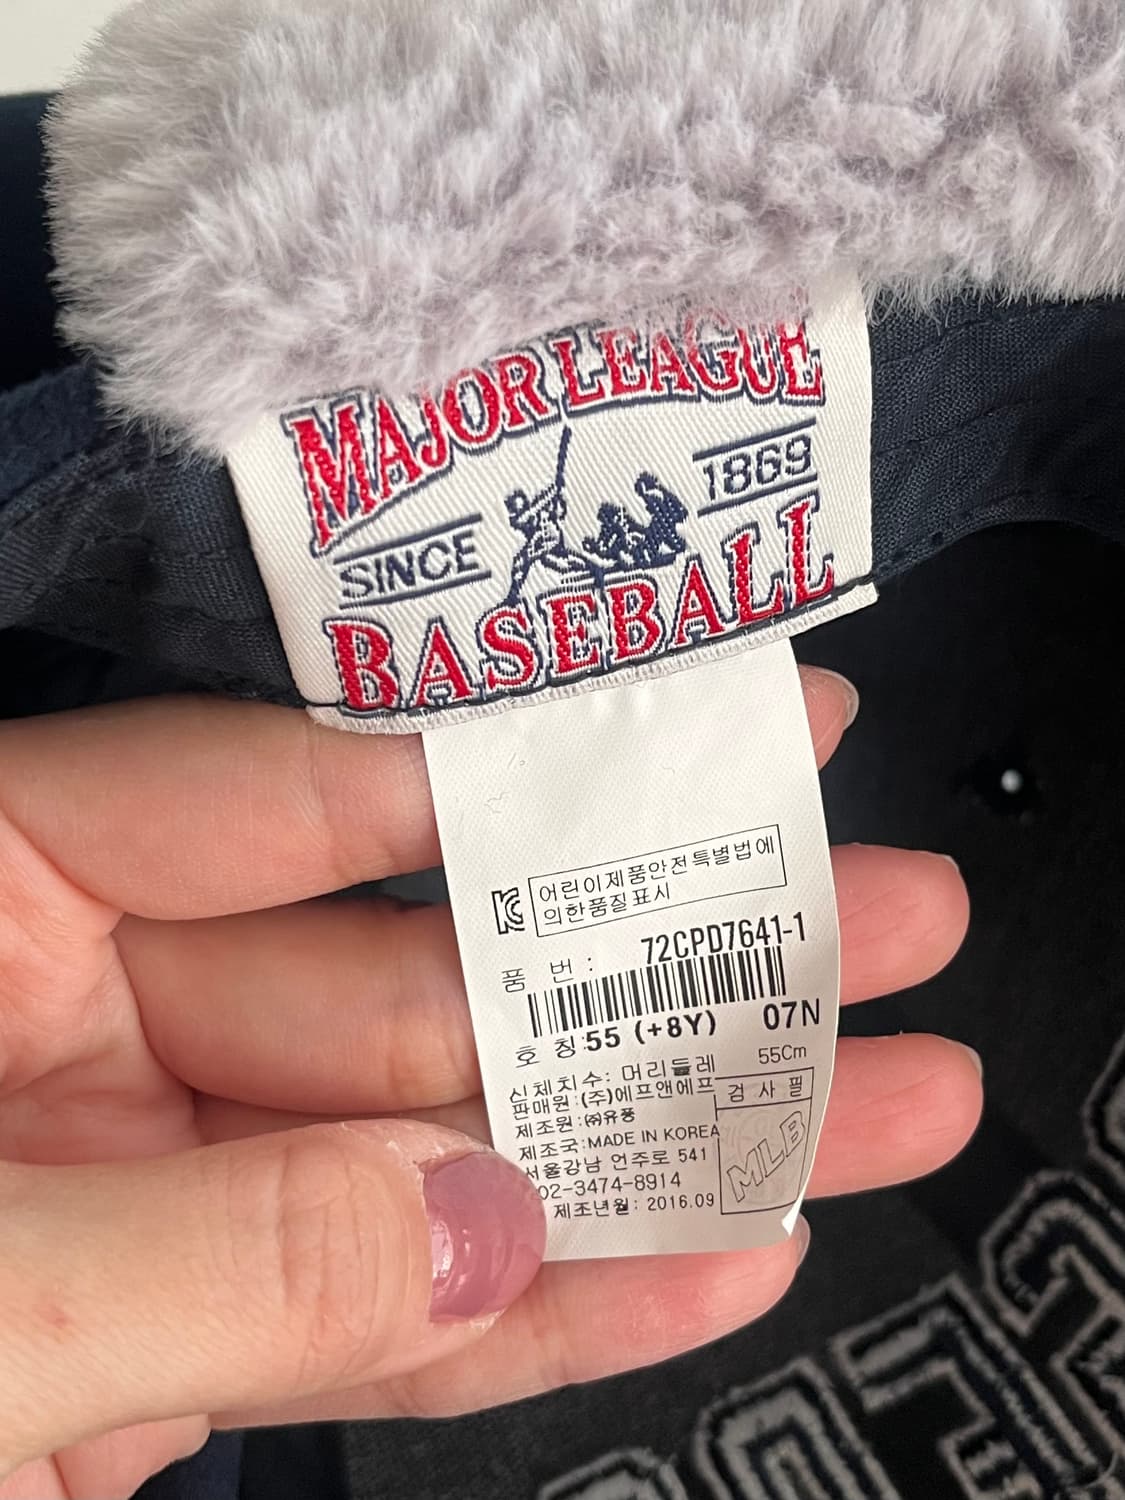 MAJOR LEAGUE
SINCE
1869
BASEBALL
어린이제품안전특별법에
의한품질표시
품 번 : 72CPD7641-1
호 칭:55 (+8Y) 07N
신체치수: 머리둘레 55Cm
판매원:(주)에프앤에프
제조원:㈜유풍
제조국:MADE IN KOREA
서울강남 언주로 541
02-3474-8914
제조년월: 2016.09
검 사 필
MLB